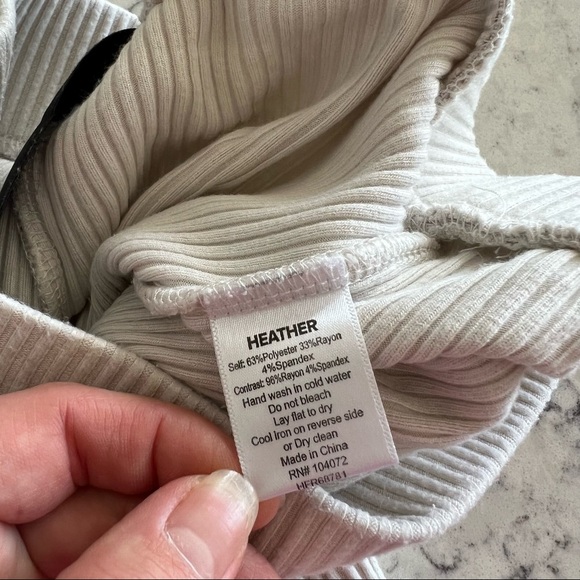 HEATHER
Self: 63%Polyester 33%Rayon
4%Spandex
Contrast: 96%Rayon 4%Spandex
Hand wash in cold water
Do not bleach
Lay flat to dry
Cool iron on reverse side
or Dry clean
Made in China
RN# 104072
HFR68781